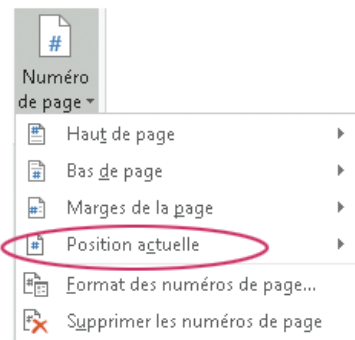 Numéro
de page
Haut de page
Bas de page
Marges de la page
Position actuelle
Format des numéros de page...
Supprimer les numéros de page